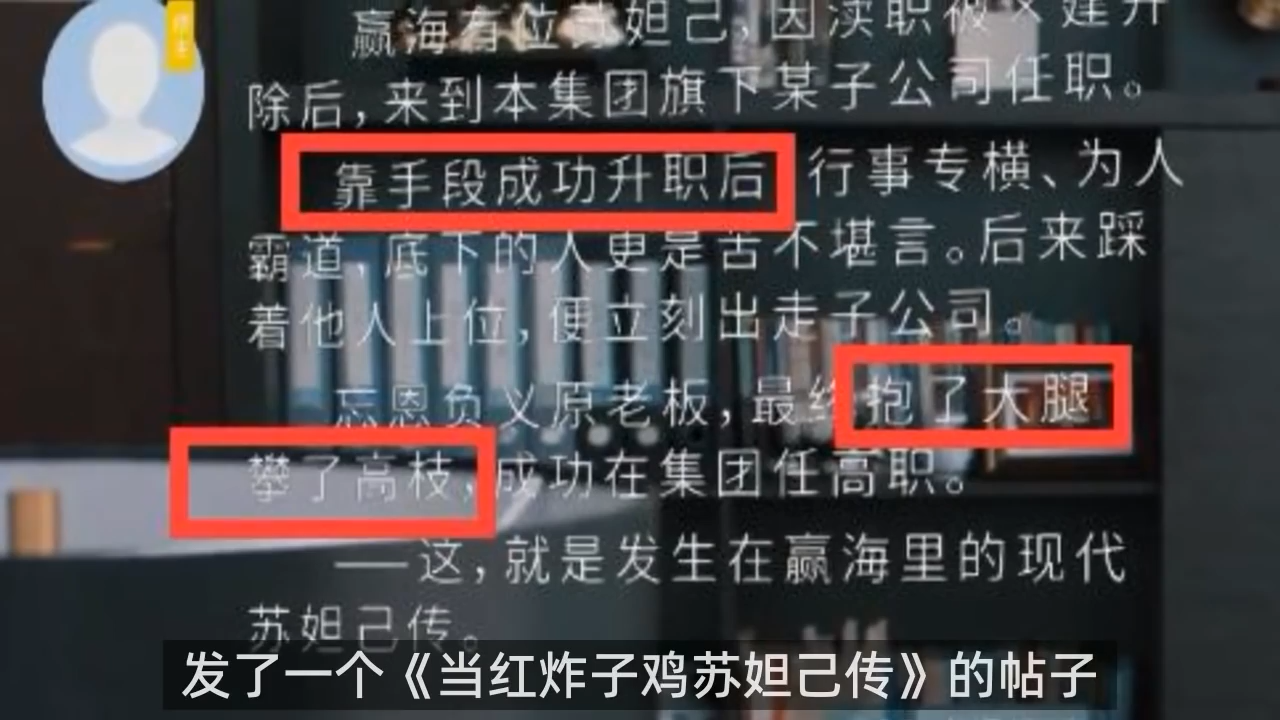 楼主
赢海有位苏妲己,因渎职被X建开
除后,来到本集团旗下某子公司任职。
靠手段成功升职后 行事专横、为人
霸道,底下的人更是苦不堪言。后来踩
着他人上位,便立刻出走子公司。
忘恩负义原老板,最终抱了大腿
攀了高枝,成功在集团任高职。
——这,就是发生在赢海里的现代
苏妲己传。
发了一个《当红炸子鸡苏妲己传》的帖子